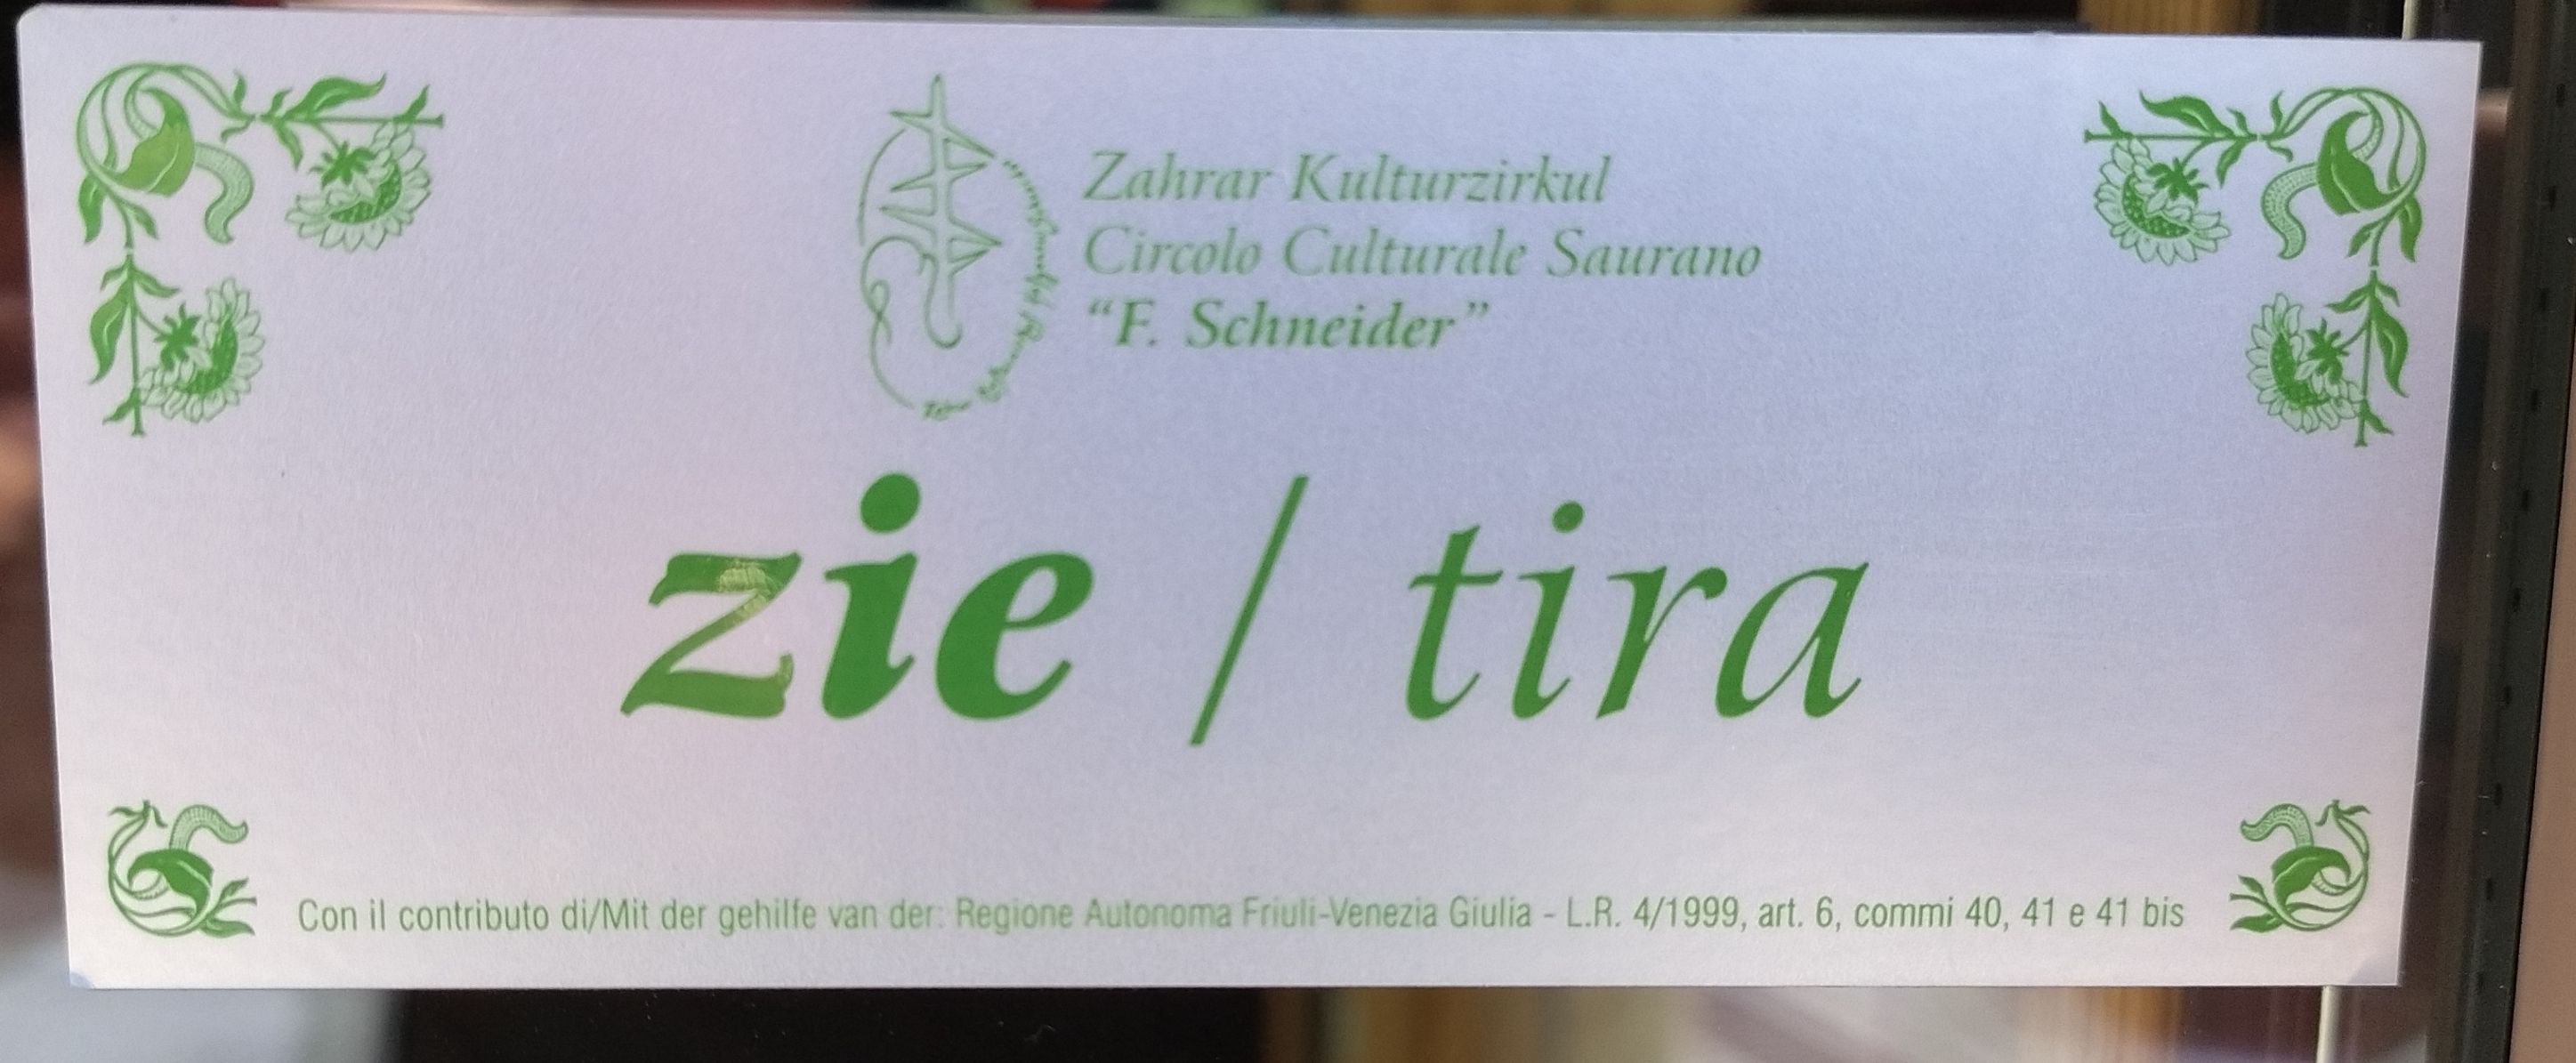 Zahrar Kulturzirkul
Circolo Culturale Saurano
“F. Schneider”
zie / tira
Con il contributo di/Mit der gehilfe van der: Regione Autonoma Friuli-Venezia Giulia - L.R. 4/1999, art. 6, commi 40, 41 e 41 bis